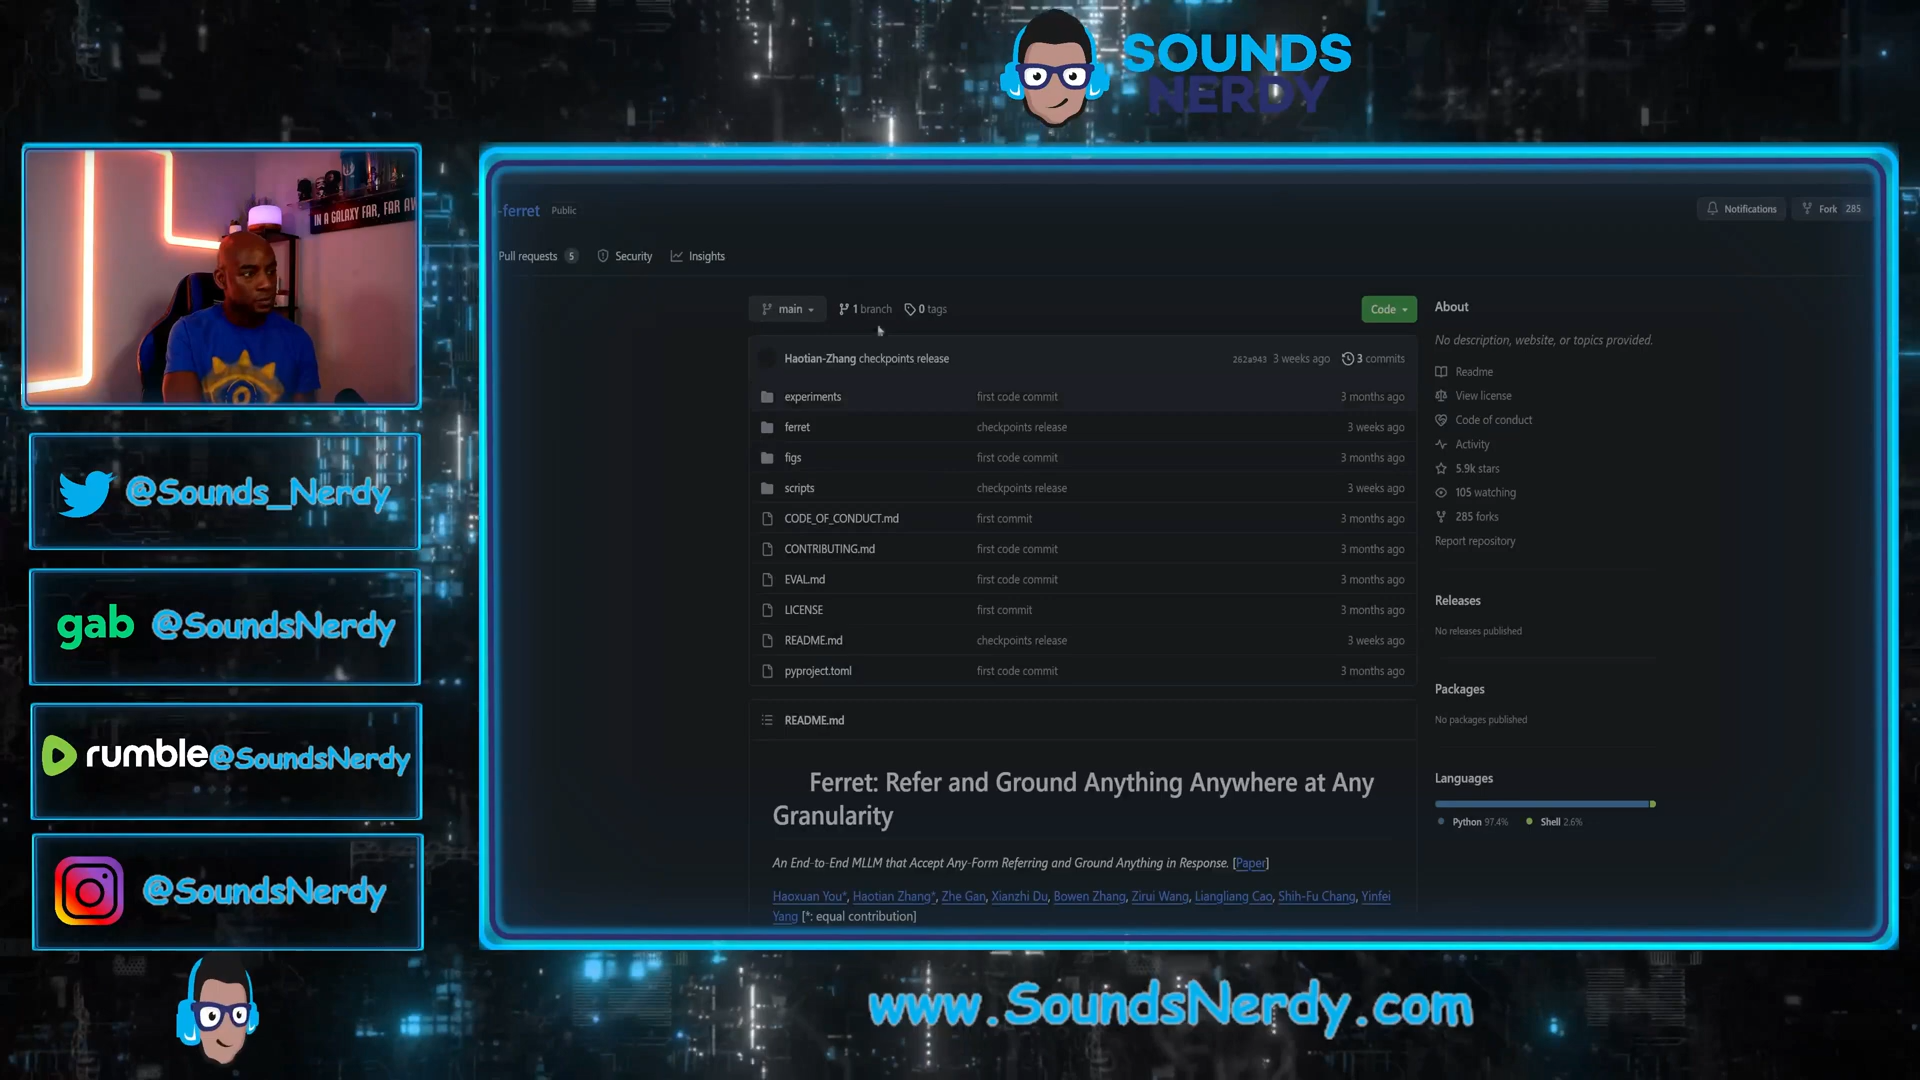 SOUNDS
NERDY
IN A GALAXY FAR, FAR AW
@Sounds_Nerdy
gab @SoundsNerdy
rumble@SoundsNerdy
@SoundsNerdy
-ferret Public
Notifications
Fork 285
Pull requests 5
Security
Insights
main
1 branch
0 tags
Code
Haotian-Zhang checkpoints release 262a943 3 weeks ago 3 commits
experiments first code commit 3 months ago
ferret checkpoints release 3 weeks ago
figs first code commit 3 months ago
scripts checkpoints release 3 weeks ago
CODE_OF_CONDUCT.md first commit 3 months ago
CONTRIBUTING.md first code commit 3 months ago
EVAL.md first code commit 3 months ago
LICENSE first commit 3 months ago
README.md checkpoints release 3 weeks ago
pyproject.toml first code commit 3 months ago
README.md
Ferret: Refer and Ground Anything Anywhere at Any
Granularity
An End-to-End MLLM that Accept Any-Form Referring and Ground Anything in Response. [Paper]
Haoxuan You*, Haotian Zhang*, Zhe Gan, Xianzhi Du, Bowen Zhang, Zirui Wang, Liangliang Cao, Shih-Fu Chang, Yinfei
Yang [*: equal contribution]
About
No description, website, or topics provided.
Readme
View license
Code of conduct
Activity
5.9k stars
105 watching
285 forks
Report repository
Releases
No releases published
Packages
No packages published
Languages
Python 97.4% Shell 2.6%
www.SoundsNerdy.com